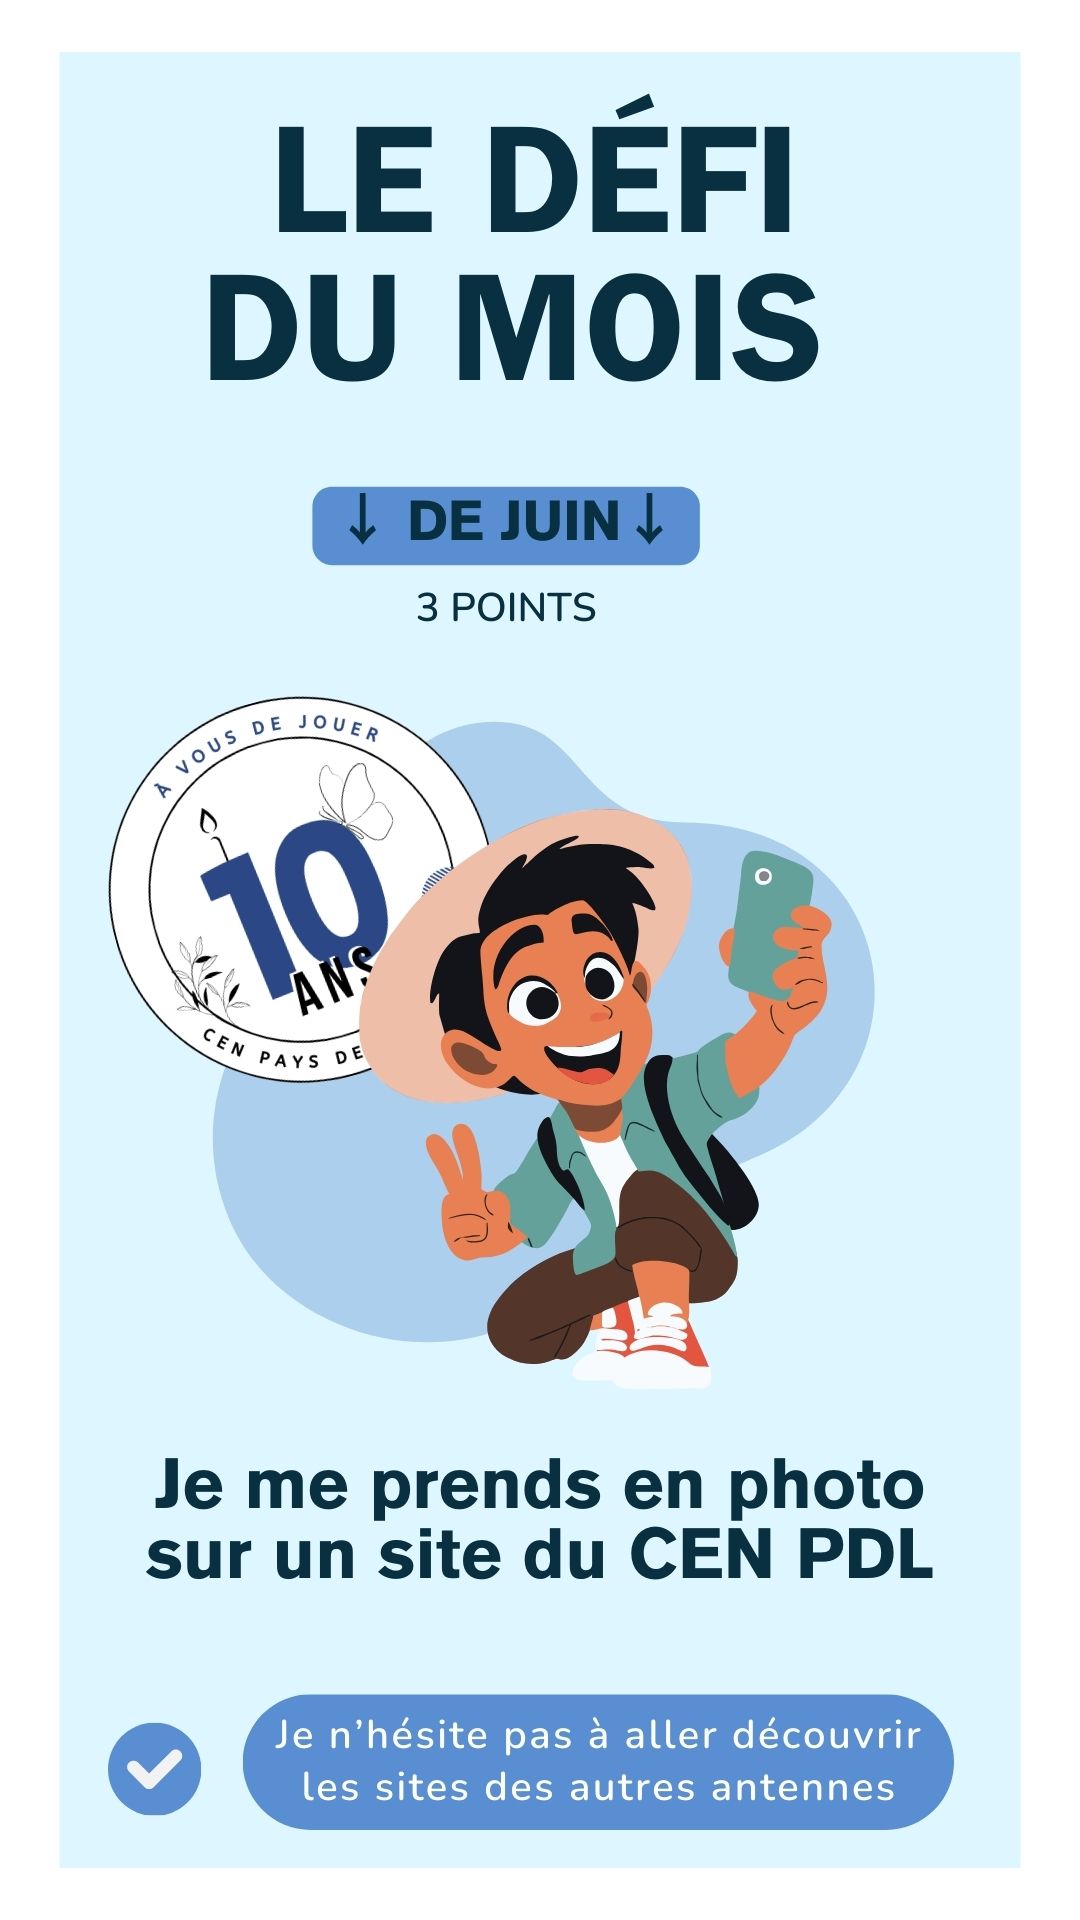 LE DÉFI
DU MOIS
↓ DE JUIN ↓
3 POINTS
À VOUS DE JOUER
10
ANS
CEN PAYS DE
Je me prends en photo
sur un site du CEN PDL
Je n’hésite pas à aller découvrir
les sites des autres antennes